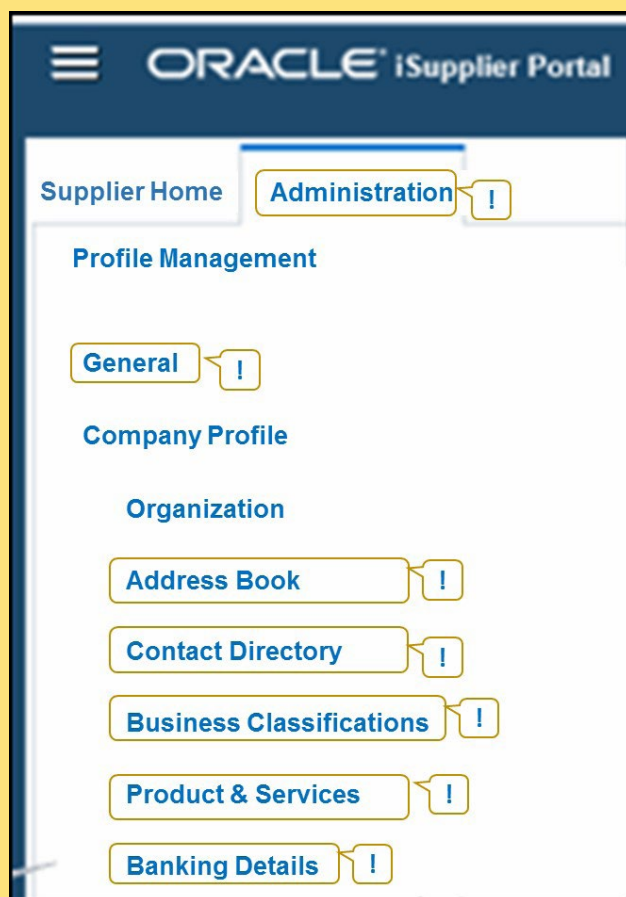 ORACLE iSupplier Portal
Supplier Home Administration !
Profile Management
General !
Company Profile
Organization
Address Book !
Contact Directory !
Business Classifications !
Product & Services !
Banking Details !